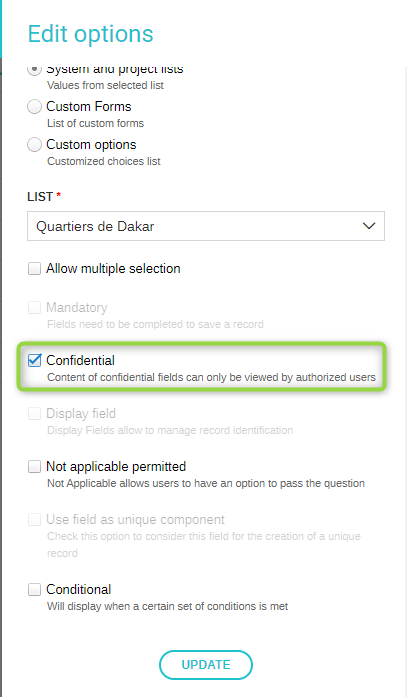 Edit options
System and project lists
Values from selected list
Custom Forms
List of custom forms
Custom options
Customized choices list
LIST *
Quartiers de Dakar
Allow multiple selection
Mandatory
Fields need to be completed to save a record
Confidential
Content of confidential fields can only be viewed by authorized users
Display field
Display Fields allow to manage record identification
Not applicable permitted
Not Applicable allows users to have an option to pass the question
Use field as unique component
Check this option to consider this field for the creation of a unique
record
Conditional
Will display when a certain set of conditions is met
UPDATE